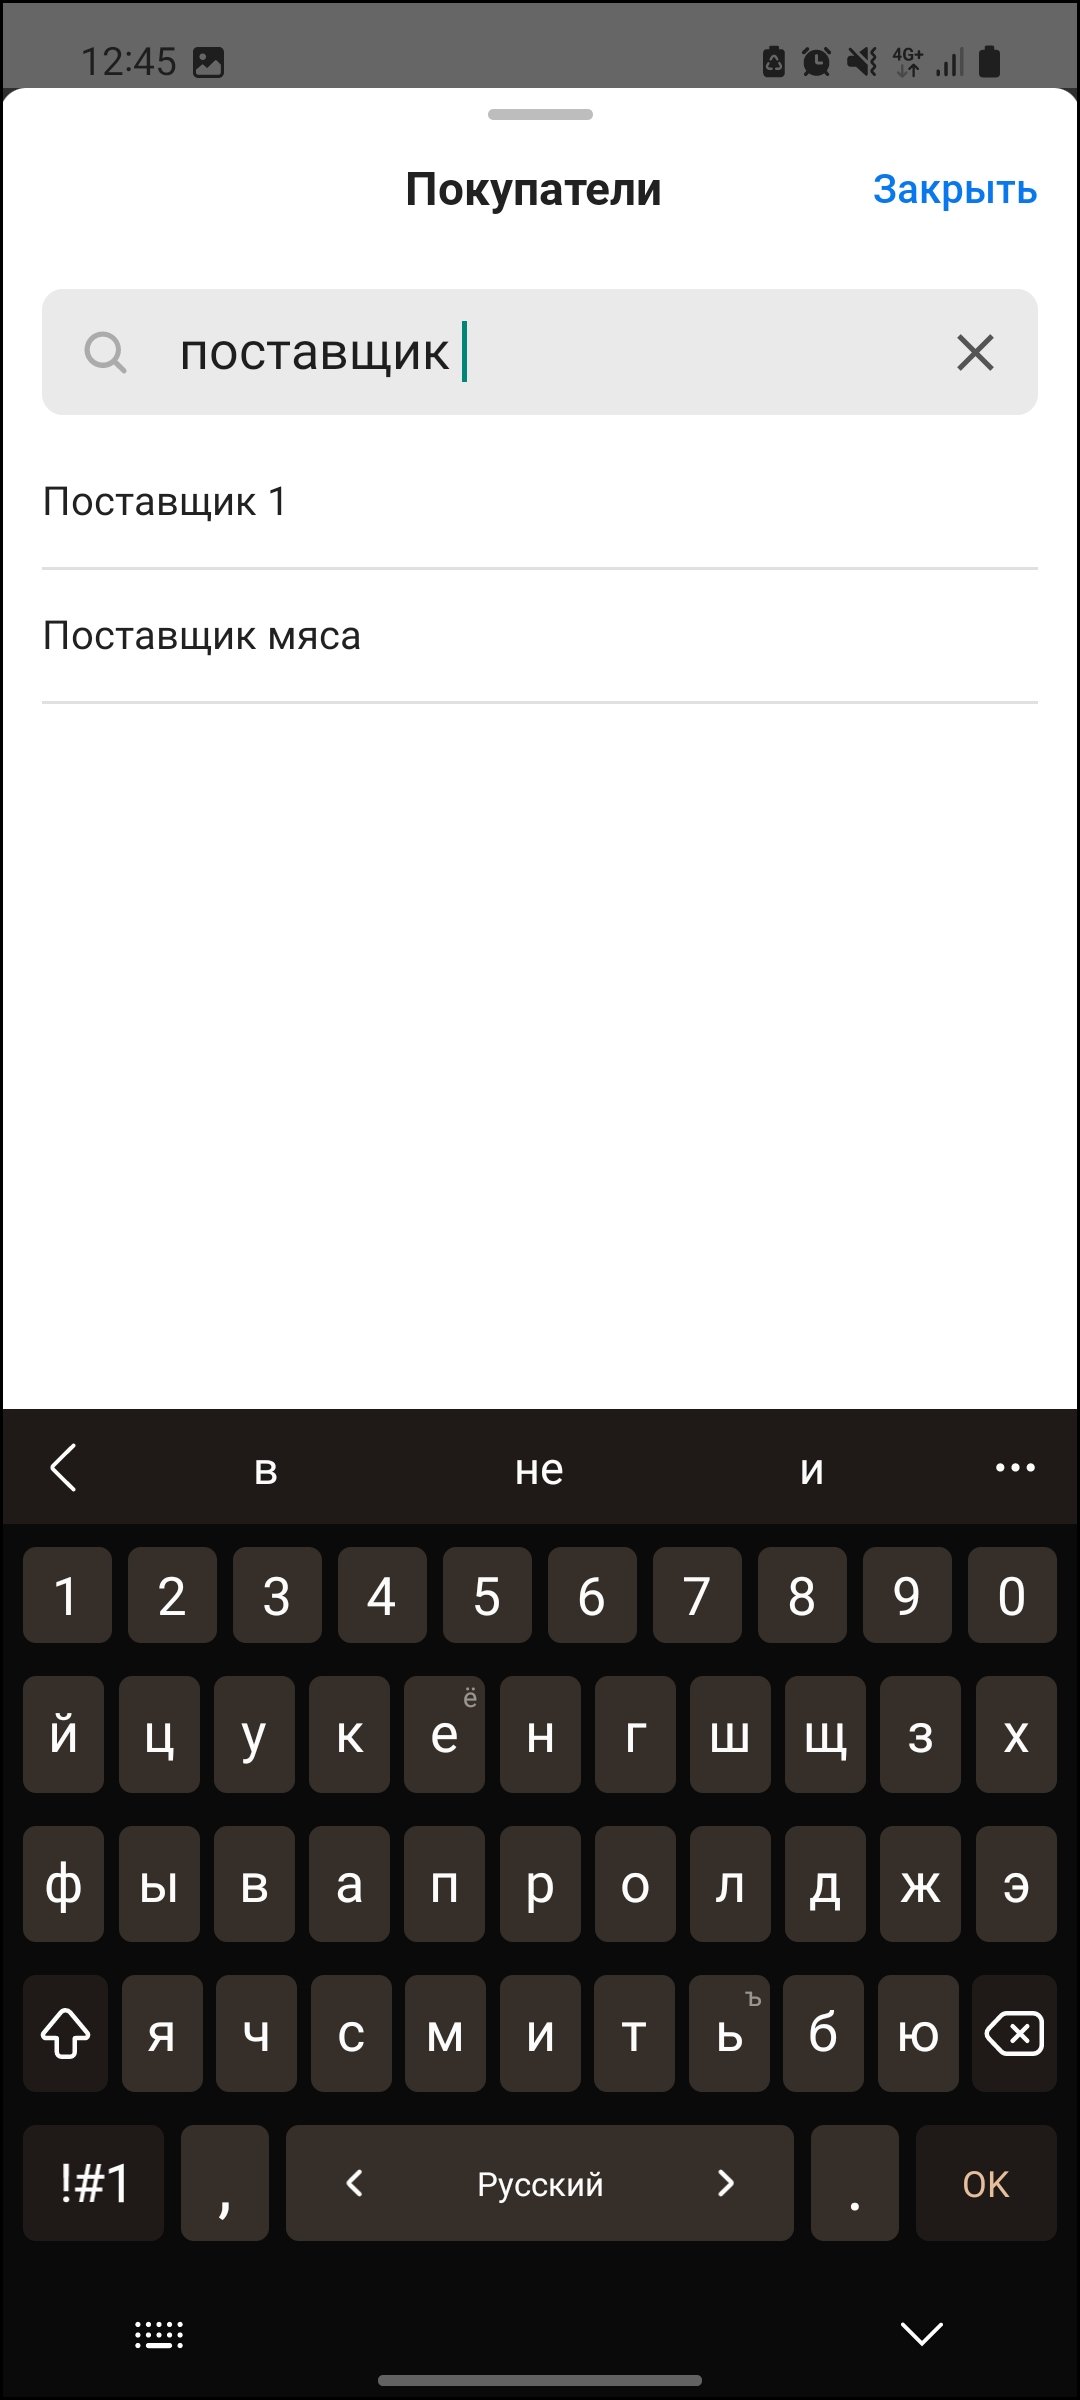 12:45 4G+
Покупатели Закрыть
поставщик
Поставщик 1
Поставщик мяса
в не и ...
1 2 3 4 5 6 7 8 9 0
й ц у к е ё н г ш щ з х
ф ы в а п р о л д ж э
я ч с м и т ь ъ б ю
!#1 , Русский . OK